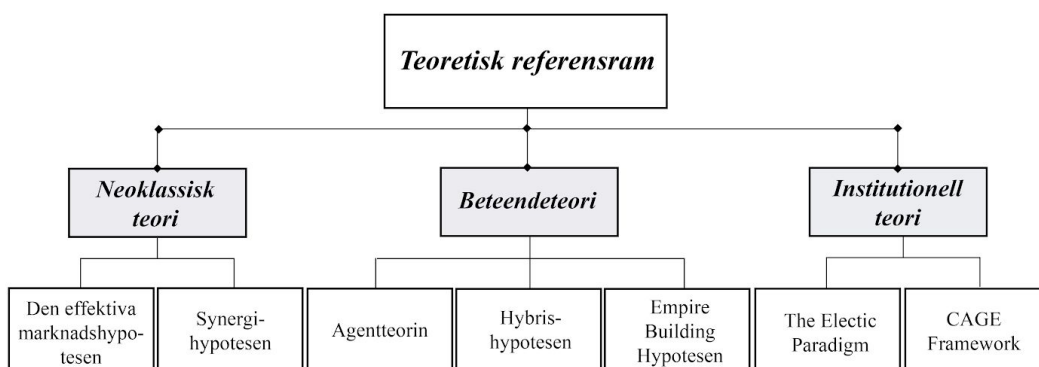 Teoretisk referensram
Neoklassisk
teori
Beteendeteori
Institutionell
teori
Den effektiva
marknadshypo-
tesen
Synergi-
hypotesen
Agentteorin
Hybris-
hypotesen
Empire
Building
Hypotesen
The Electic
Paradigm
CAGE
Framework